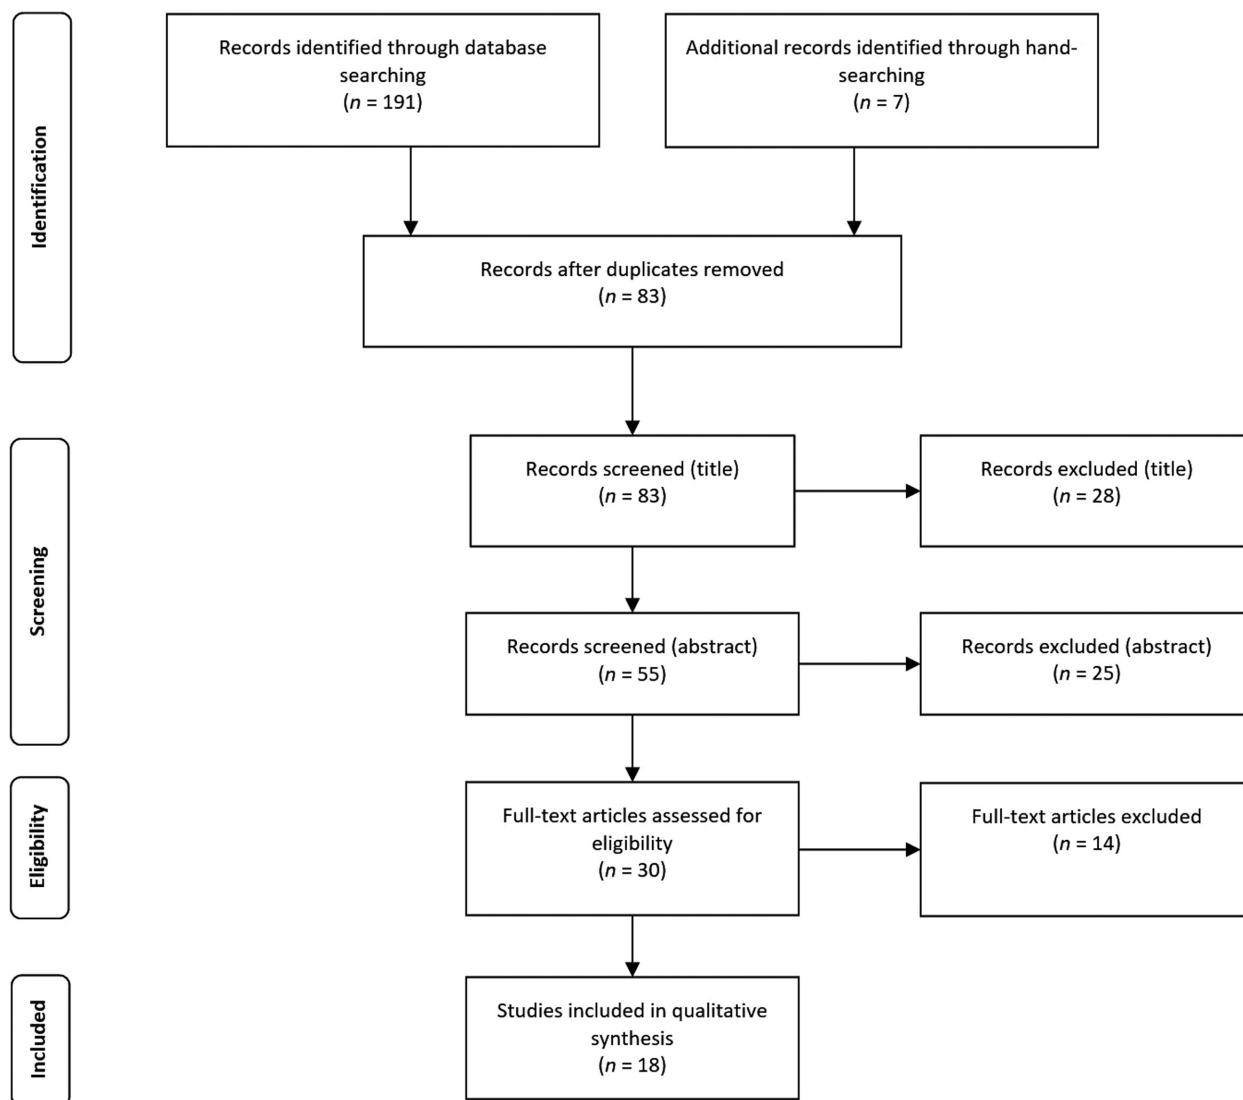 Identification
Records identified through database
searching
(n = 191)
Additional records identified through hand-
searching
(n = 7)
Records after duplicates removed
(n = 83)
Screening
Records screened (title)
(n = 83)
Records excluded (title)
(n = 28)
Records screened (abstract)
(n = 55)
Records excluded (abstract)
(n = 25)
Eligibility
Full-text articles assessed for
eligibility
(n = 30)
Full-text articles excluded
(n = 14)
Included
Studies included in qualitative
synthesis
(n = 18)